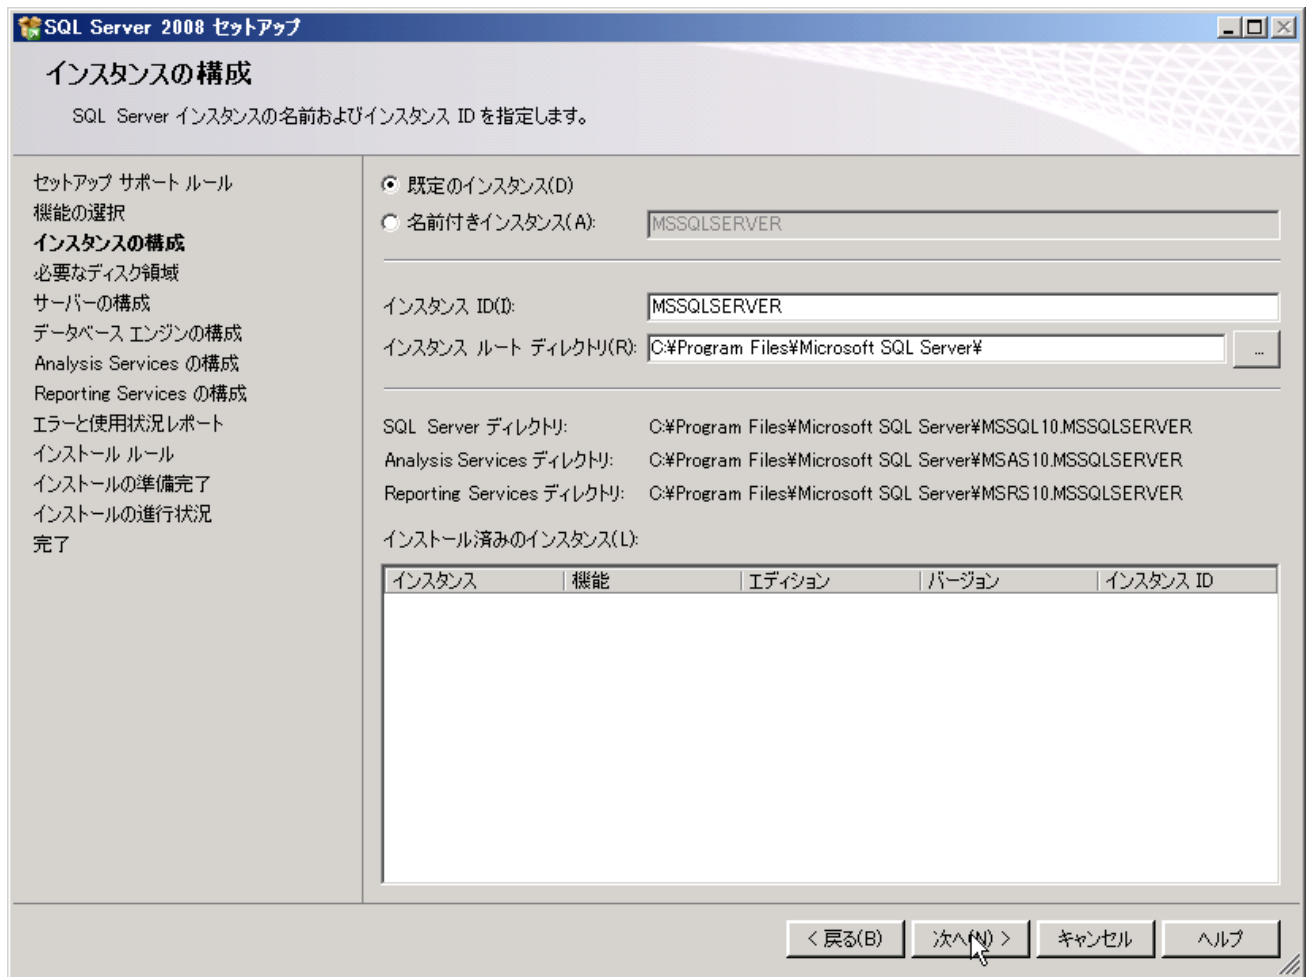 SQL Server 2008 セットアップ
インスタンスの構成
SQL Server インスタンスの名前およびインスタンス ID を指定します。
セットアップ サポート ルール
機能の選択
インスタンスの構成
必要なディスク領域
サーバーの構成
データベース エンジンの構成
Analysis Services の構成
Reporting Services の構成
エラーと使用状況レポート
インストール ルール
インストールの準備完了
インストールの進行状況
完了
既定のインスタンス(D)
名前付きインスタンス(A): MSSQLSERVER
インスタンス ID(I): MSSQLSERVER
インスタンス ルート ディレクトリ(R): C:¥Program Files¥Microsoft SQL Server¥ ...
SQL Server ディレクトリ: C:¥Program Files¥Microsoft SQL Server¥MSSQL10.MSSQLSERVER
Analysis Services ディレクトリ: C:¥Program Files¥Microsoft SQL Server¥MSAS10.MSSQLSERVER
Reporting Services ディレクトリ: C:¥Program Files¥Microsoft SQL Server¥MSRS10.MSSQLSERVER
インストール済みのインスタンス(L):
インスタンス 機能 エディション バージョン インスタンス ID
< 戻る(B) 次へ(N) > キャンセル ヘルプ